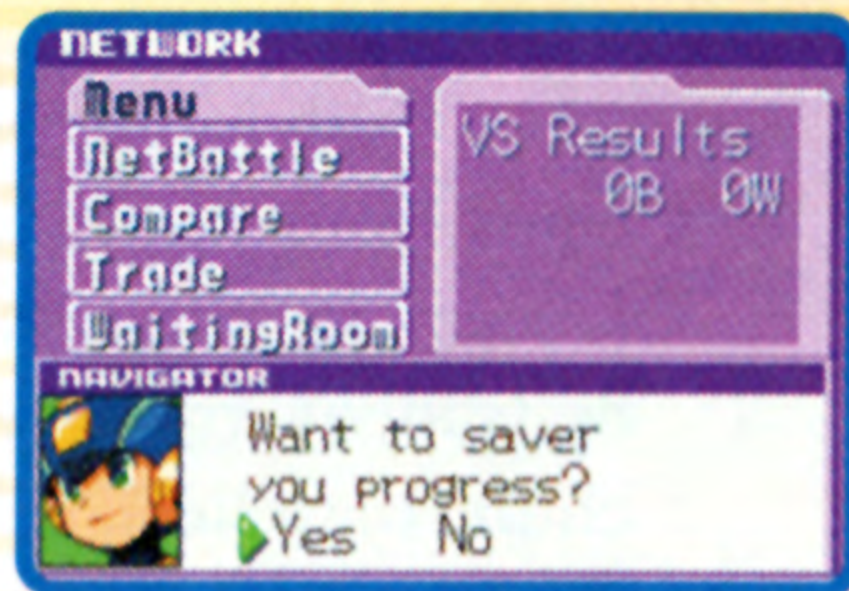 NETWORK
Menu
NetBattle
Compare
Trade
WaitingRoom
VS Results
0B 0W
NAVIGATOR
Want to saver
you progress?
Yes No